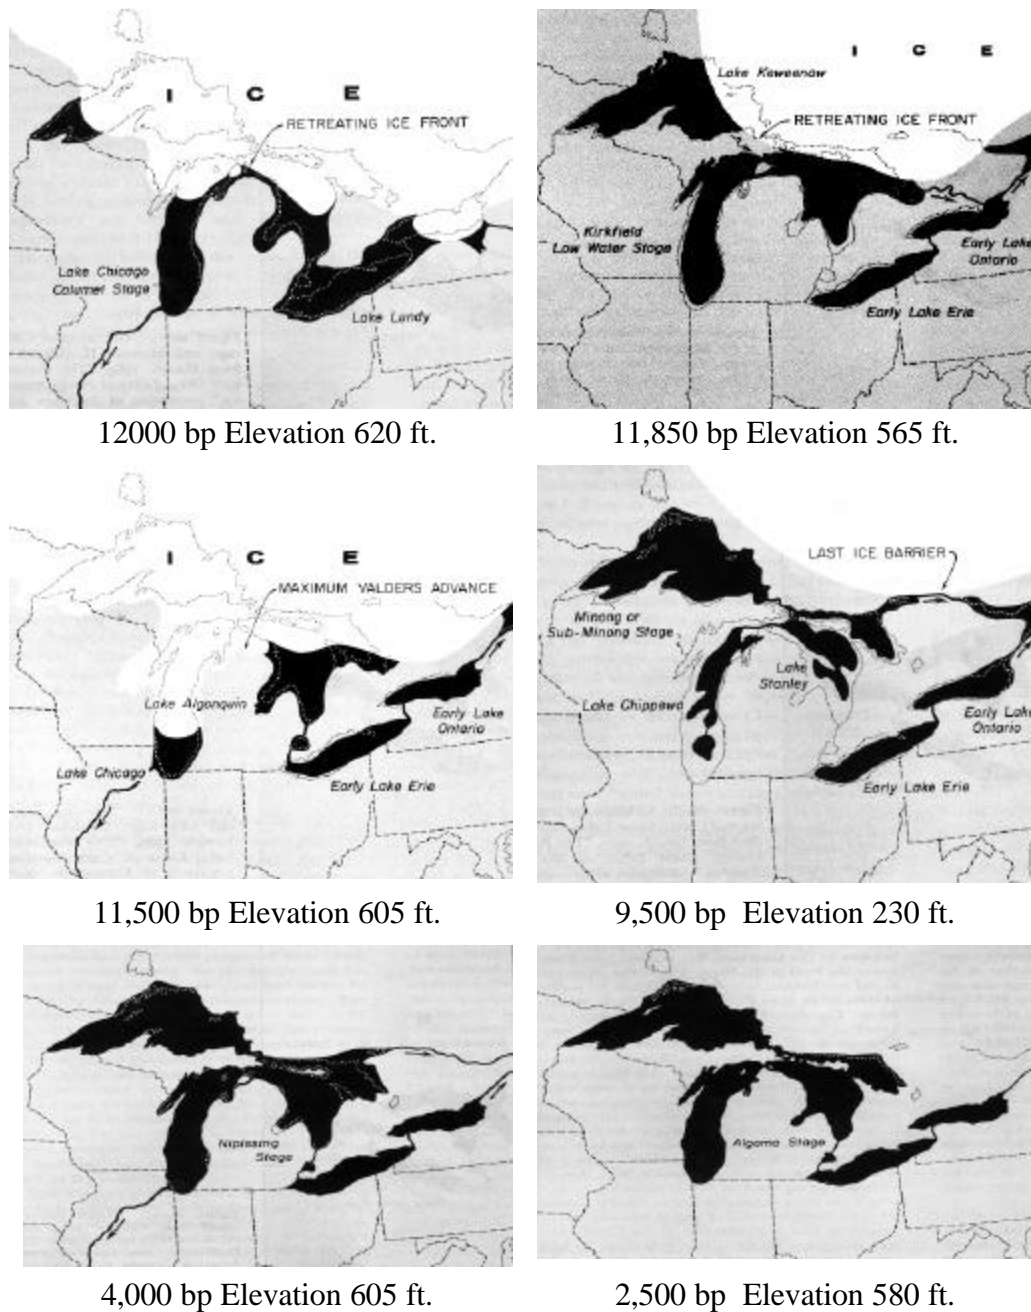 I C E
RETREATING ICE FRONT
Lake Chicago
Calumet Stage
Lake Lundy
12000 bp Elevation 620 ft.
I C E
Lake Keweenaw
RETREATING ICE FRONT
Kirkfield
Low Water Stage
Early Lake
Ontario
Early Lake Erie
11,850 bp Elevation 565 ft.
I C E
MAXIMUM VALDERS ADVANCE
Lake Algonquin
Early Lake
Ontario
Lake Chicago
Early Lake Erie
11,500 bp Elevation 605 ft.
LAST ICE BARRIER
Minong or
Sub-Minong Stage
Lake
Stanley
Lake Chippewa
Early Lake
Ontario
Early Lake Erie
9,500 bp Elevation 230 ft.
Nipissing
Stage
4,000 bp Elevation 605 ft.
Algoma Stage
2,500 bp Elevation 580 ft.